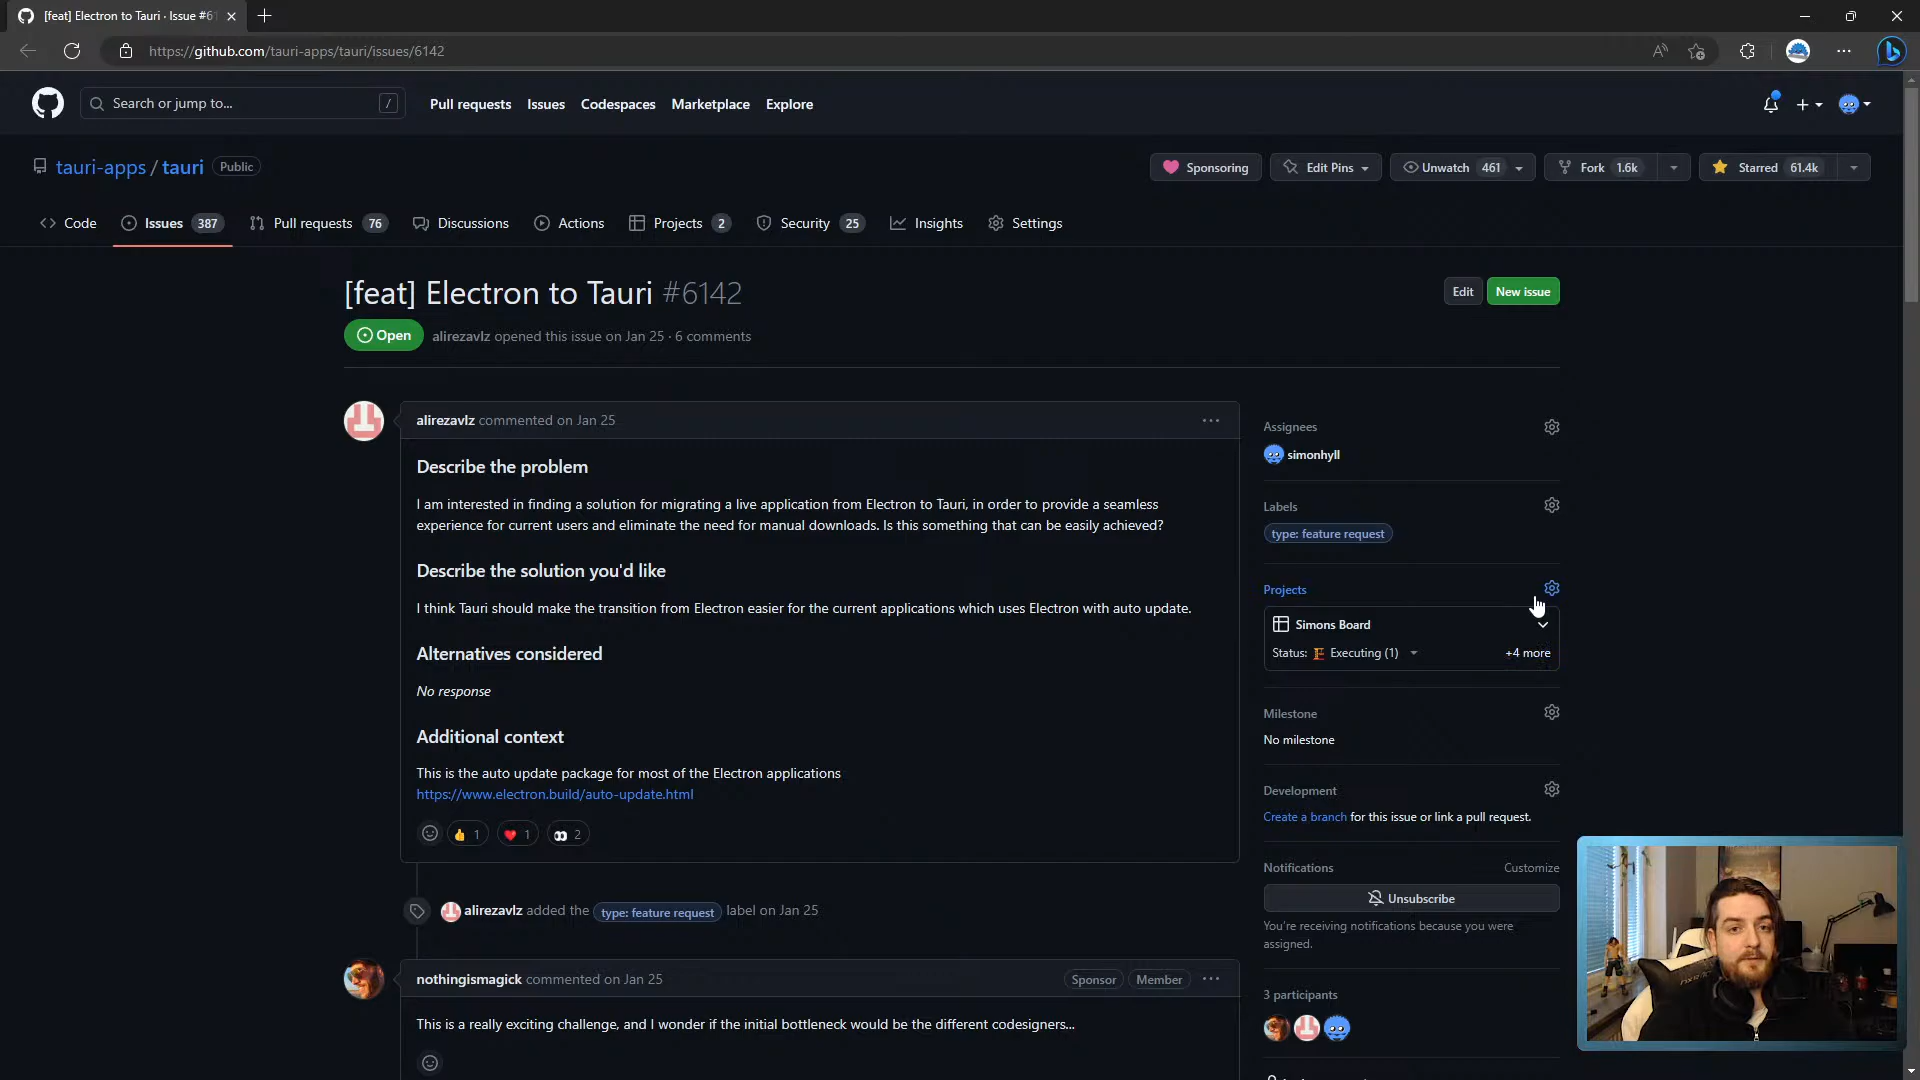 [feat] Electron to Tauri · Issue #61
https://github.com/tauri-apps/tauri/issues/6142
Search or jump to...
/
Pull requests Issues Codespaces Marketplace Explore
tauri-apps / tauri Public
Sponsoring Edit Pins Unwatch 461 Fork 1.6k Starred 61.4k
Code Issues 387 Pull requests 76 Discussions Actions Projects 2 Security 25 Insights Settings
[feat] Electron to Tauri #6142
Edit New issue
Open alirezavlz opened this issue on Jan 25 · 6 comments
alirezavlz commented on Jan 25
Describe the problem
I am interested in finding a solution for migrating a live application from Electron to Tauri, in order to provide a seamless
experience for current users and eliminate the need for manual downloads. Is this something that can be easily achieved?
Describe the solution you'd like
I think Tauri should make the transition from Electron easier for the current applications which uses Electron with auto update.
Alternatives considered
No response
Additional context
This is the auto update package for most of the Electron applications
https://www.electron.build/auto-update.html
👍 1 ❤️ 1 👀 2
alirezavlz added the type: feature request label on Jan 25
nothingismagick commented on Jan 25 Sponsor Member
This is a really exciting challenge, and I wonder if the initial bottleneck would be the different codesigners...
Assignees
simonhyll
Labels
type: feature request
Projects
Simons Board
Status: Executing (1) +4 more
Milestone
No milestone
Development
Create a branch for this issue or link a pull request.
Notifications Customize
Unsubscribe
You're receiving notifications because you were
assigned.
3 participants